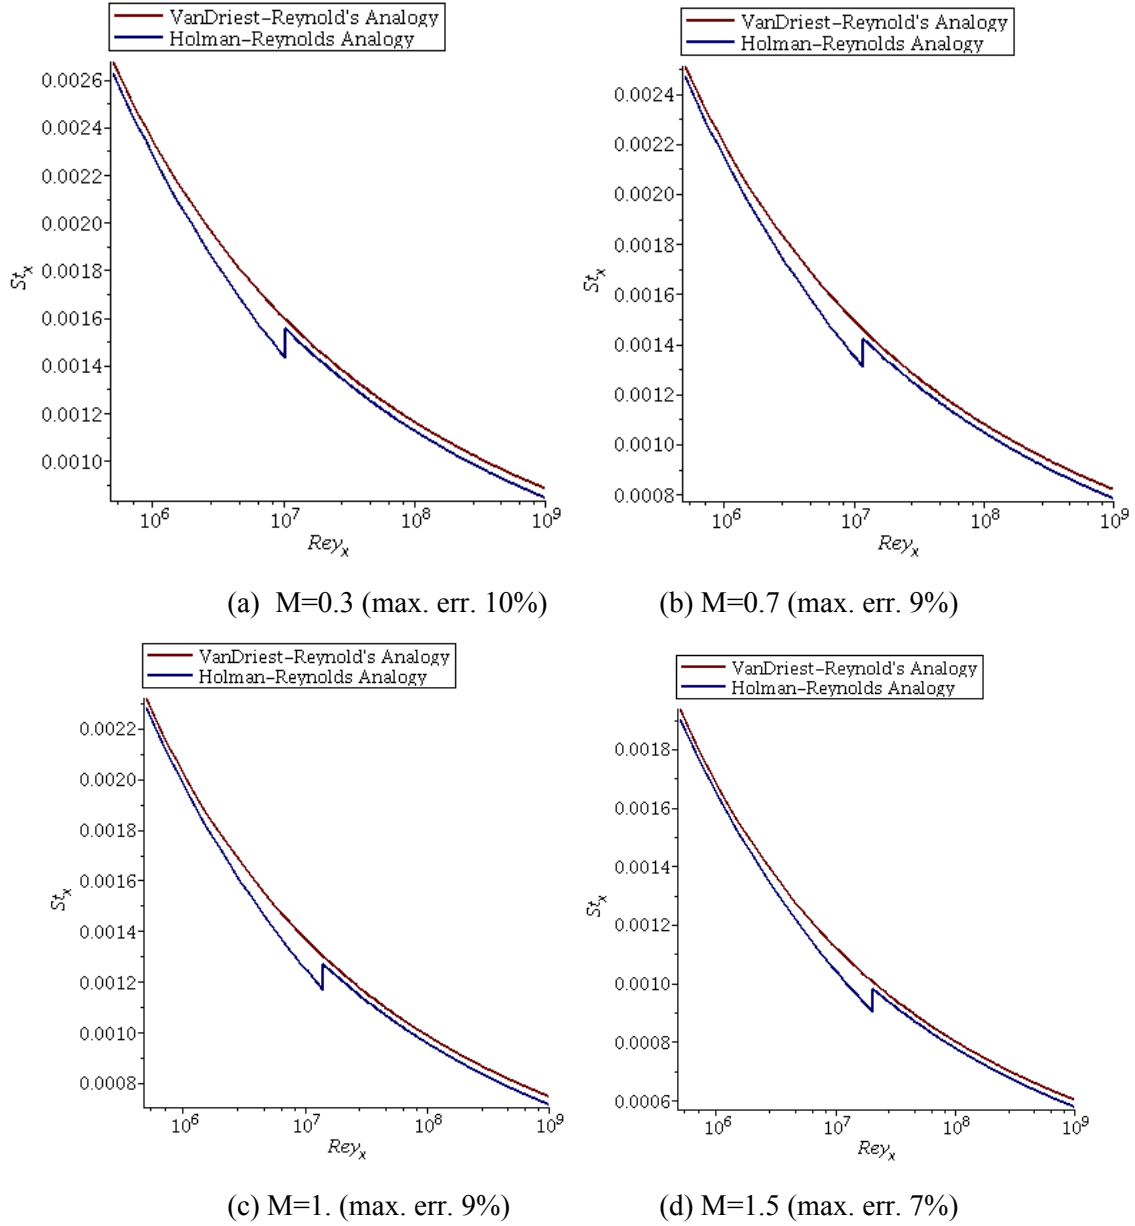 VanDriest-Reynold's Analogy
Holman-Reynolds Analogy
0.0026
0.0024
0.0022
0.0020
0.0018
0.0016
0.0014
0.0012
0.0010
St_x
10^6 10^7 10^8 10^9
Rey_x
(a) M=0.3 (max. err. 10%)
VanDriest-Reynold's Analogy
Holman-Reynolds Analogy
0.0024
0.0022
0.0020
0.0018
0.0016
0.0014
0.0012
0.0010
0.0008
St_x
10^6 10^7 10^8 10^9
Rey_x
(b) M=0.7 (max. err. 9%)
VanDriest-Reynold's Analogy
Holman-Reynolds Analogy
0.0022
0.0020
0.0018
0.0016
0.0014
0.0012
0.0010
0.0008
St_x
10^6 10^7 10^8 10^9
Rey_x
(c) M=1. (max. err. 9%)
VanDriest-Reynold's Analogy
Holman-Reynolds Analogy
0.0018
0.0016
0.0014
0.0012
0.0010
0.0008
0.0006
St_x
10^6 10^7 10^8 10^9
Rey_x
(d) M=1.5 (max. err. 7%)